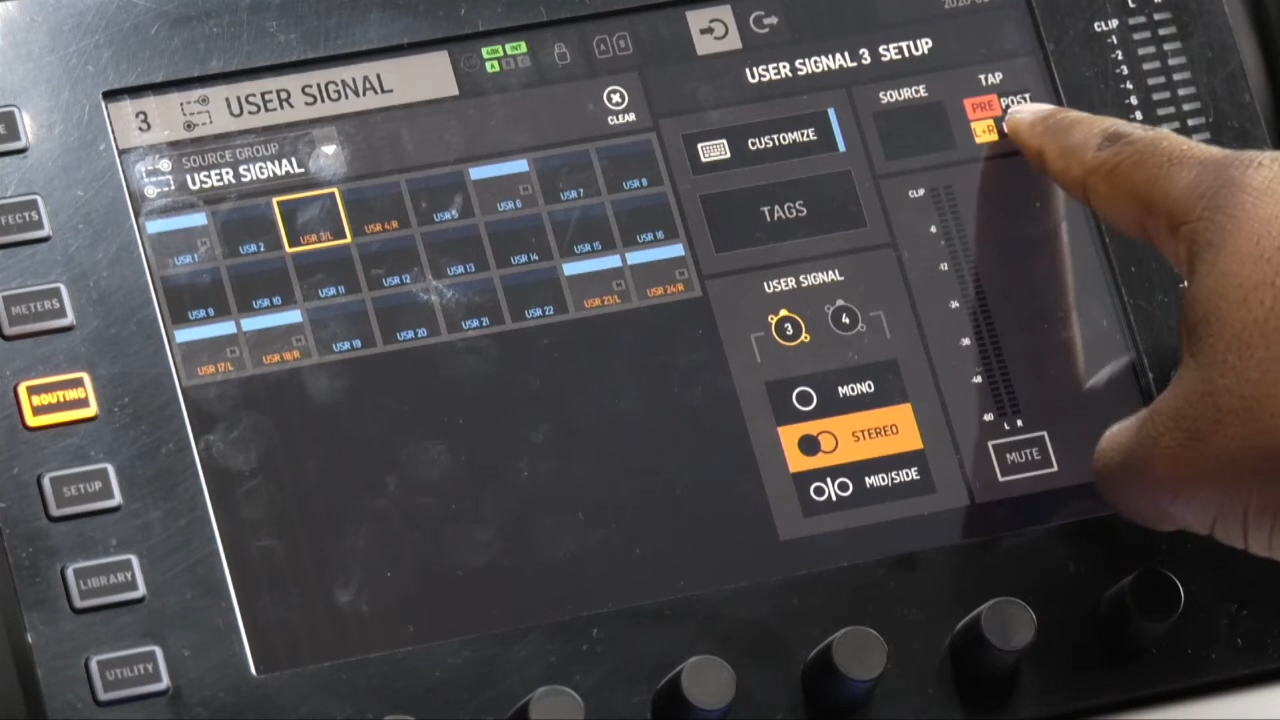 3 USER SIGNAL
48K INT
A B C
A B
CLEAR
SOURCE GROUP
USER SIGNAL
USR 1
USR 2
USR 3/L
USR 4/R
USR 5
USR 6
USR 7
USR 8
USR 9
USR 10
USR 11
USR 12
USR 13
USR 14
USR 15
USR 16
USR 17/L
USR 18/R
USR 19
USR 20
USR 21
USR 22
USR 23/L
USR 24/R
USER SIGNAL 3 SETUP
CUSTOMIZE
TAGS
USER SIGNAL
3
4
MONO
STEREO
MID/SIDE
SOURCE
TAP
PRE POST
L+R
CLIP
-6
-12
-24
-36
-48
-60
L R
MUTE
CLIP
-1
-2
-3
-4
-6
-8
METERS
ROUTING
SETUP
LIBRARY
UTILITY